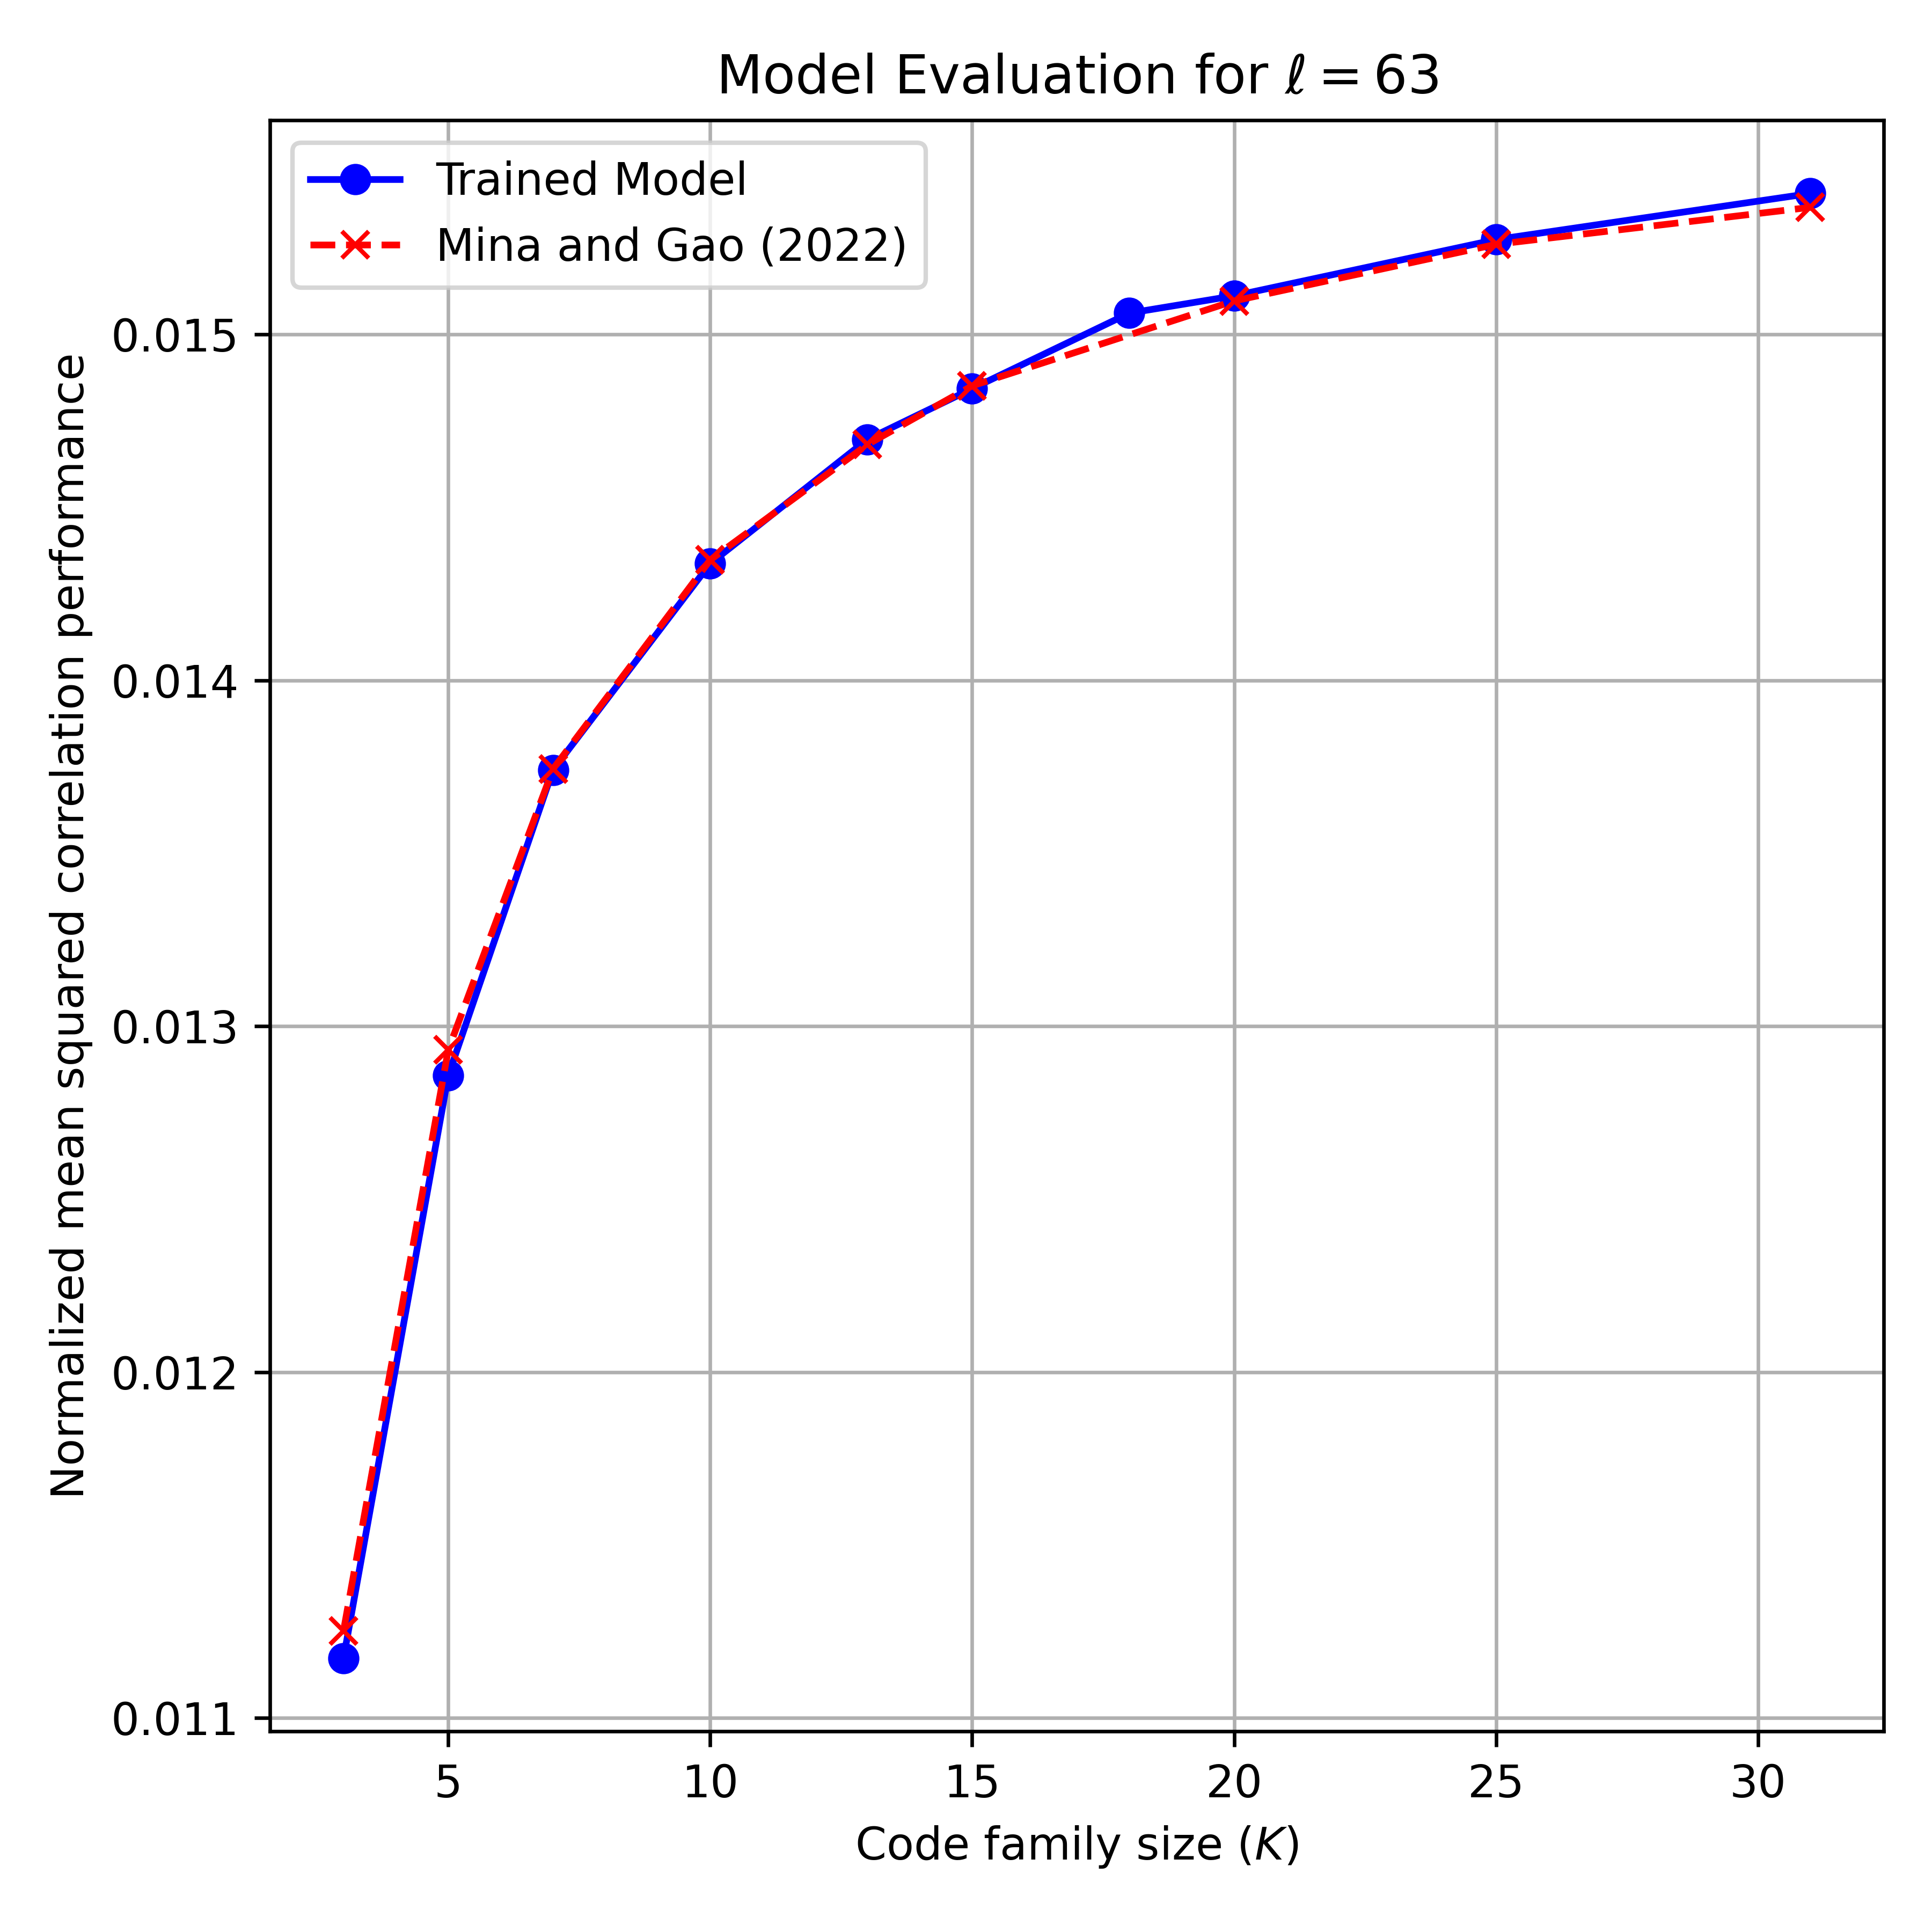 Model Evaluation for ℓ = 63
Trained Model
Mina and Gao (2022)
Normalized mean squared correlation performance
0.015
0.014
0.013
0.012
0.011
5 10 15 20 25 30
Code family size (K)